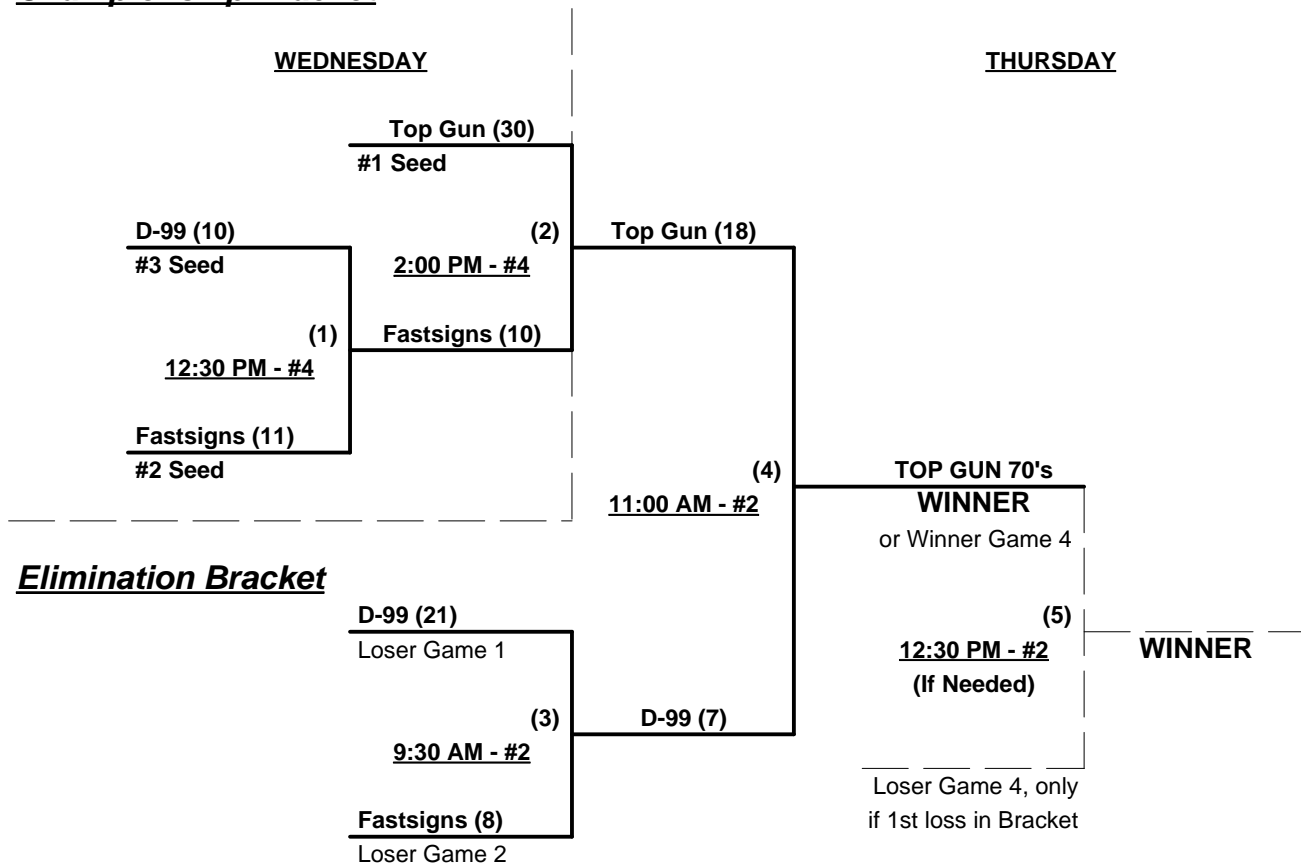 WEDNESDAY
THURSDAY
Top Gun (30)
#1 Seed
D-99 (10)
#3 Seed
(2)
2:00 PM - #4
Top Gun (18)
(1)
12:30 PM - #4
Fastsigns (10)
Fastsigns (11)
#2 Seed
(4)
11:00 AM - #2
TOP GUN 70's
WINNER
or Winner Game 4
Elimination Bracket
D-99 (21)
Loser Game 1
(5)
12:30 PM - #2
(If Needed)
WINNER
(3)
9:30 AM - #2
D-99 (7)
Loser Game 4, only
if 1st loss in Bracket
Fastsigns (8)
Loser Game 2